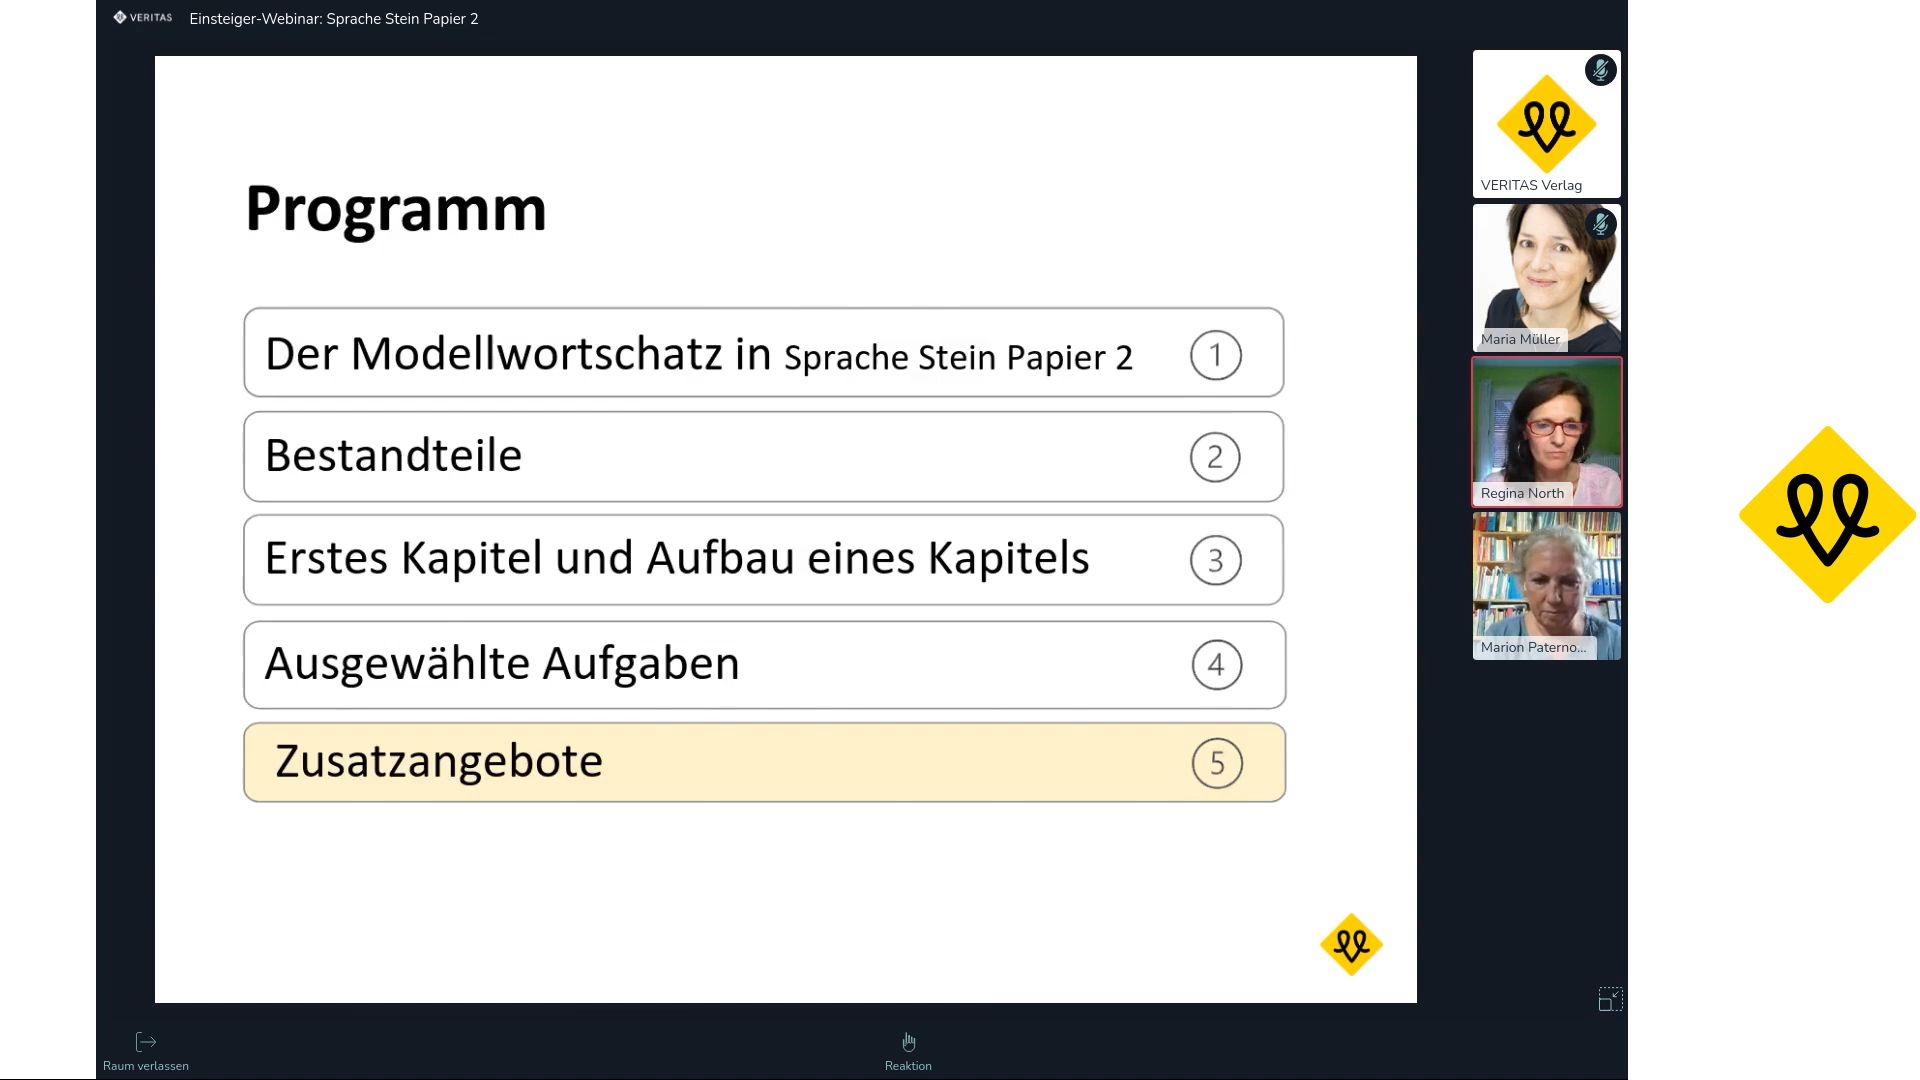 VERITAS Einsteiger-Webinar: Sprache Stein Papier 2
Programm
Der Modellwortschatz in Sprache Stein Papier 2 1
Bestandteile 2
Erstes Kapitel und Aufbau eines Kapitels 3
Ausgewählte Aufgaben 4
Zusatzangebote 5
VERITAS Verlag
Maria Müller
Regina North
Marion Paterno...
Raum verlassen
Reaktion